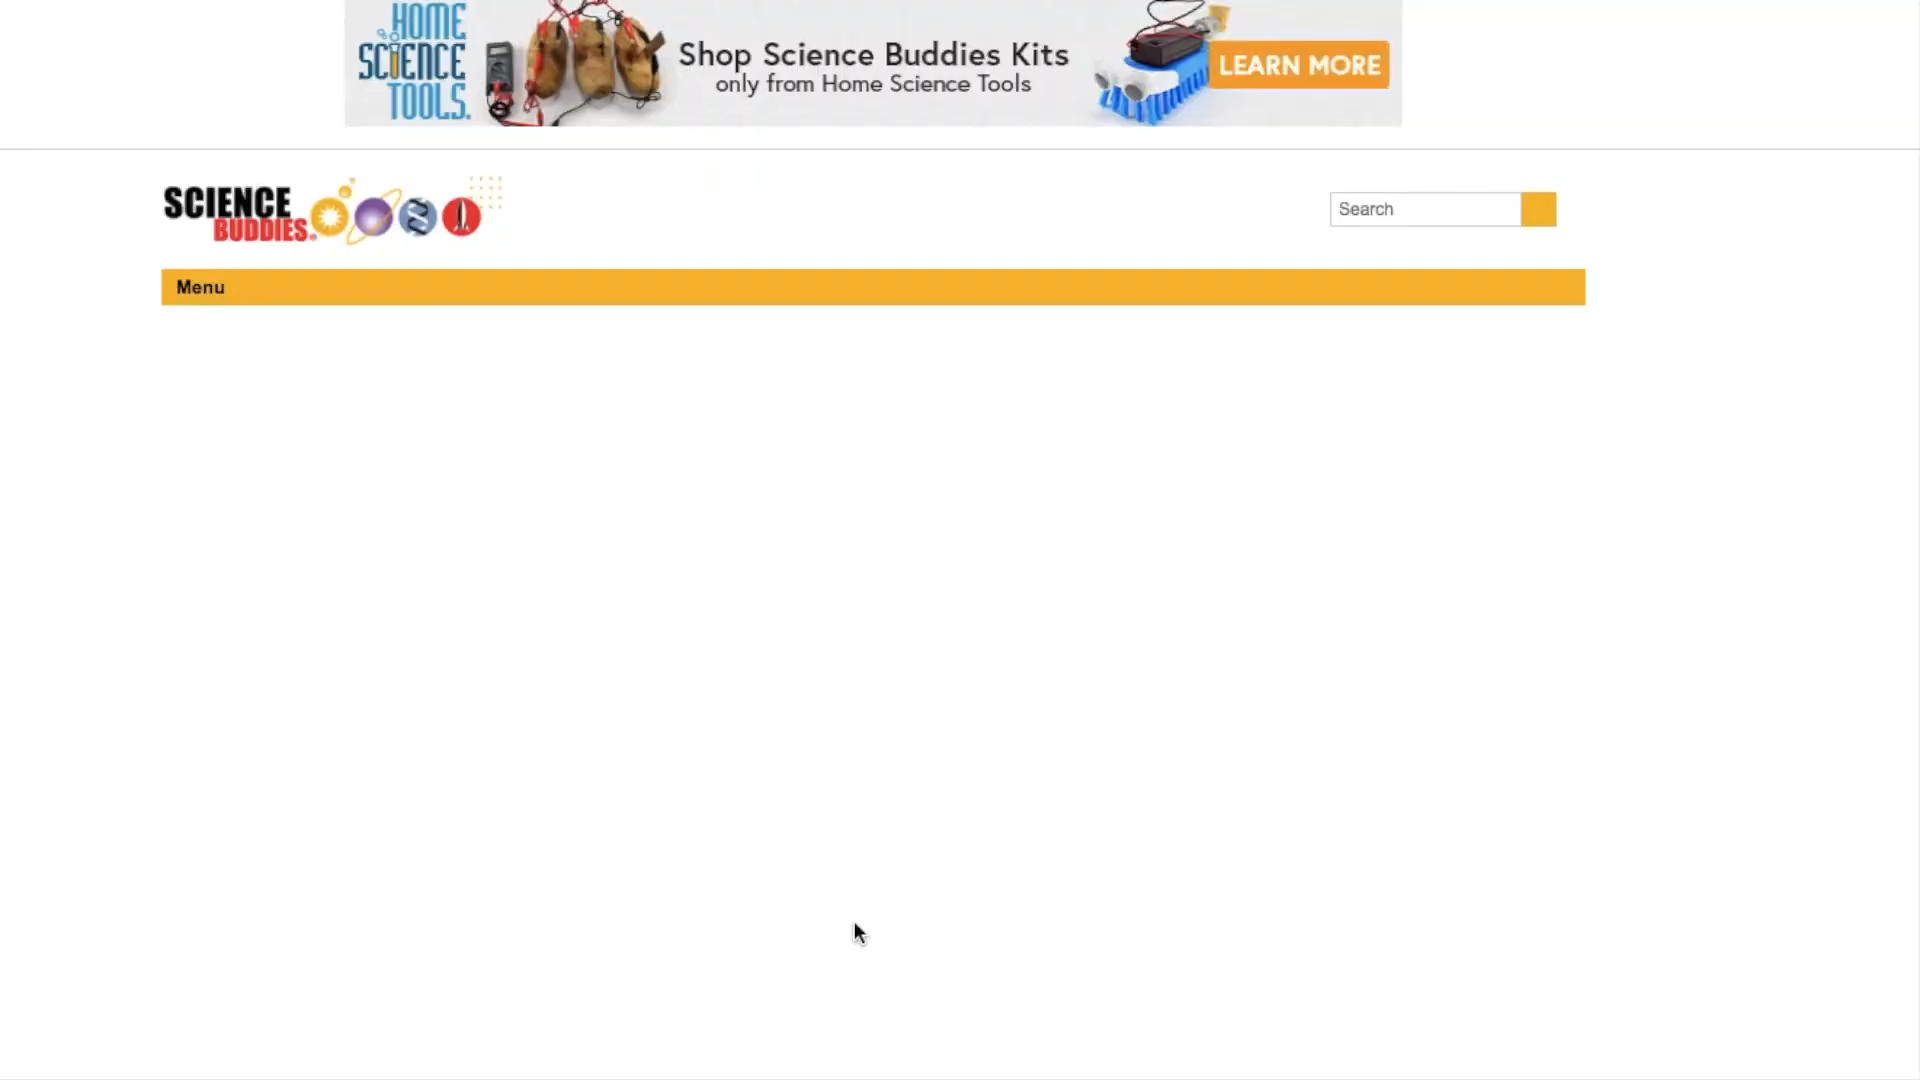 HOME
SCIENCE
TOOLS.
Shop Science Buddies Kits
only from Home Science Tools
LEARN MORE
SCIENCE
BUDDIES
Search
Menu